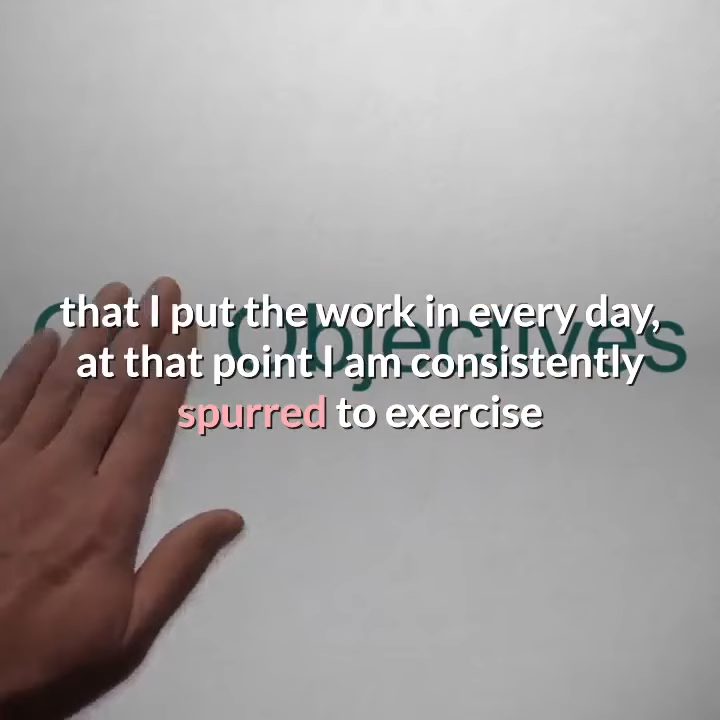 that I put the work in every day,
at that point I am consistently
spurred to exercise
Objectives